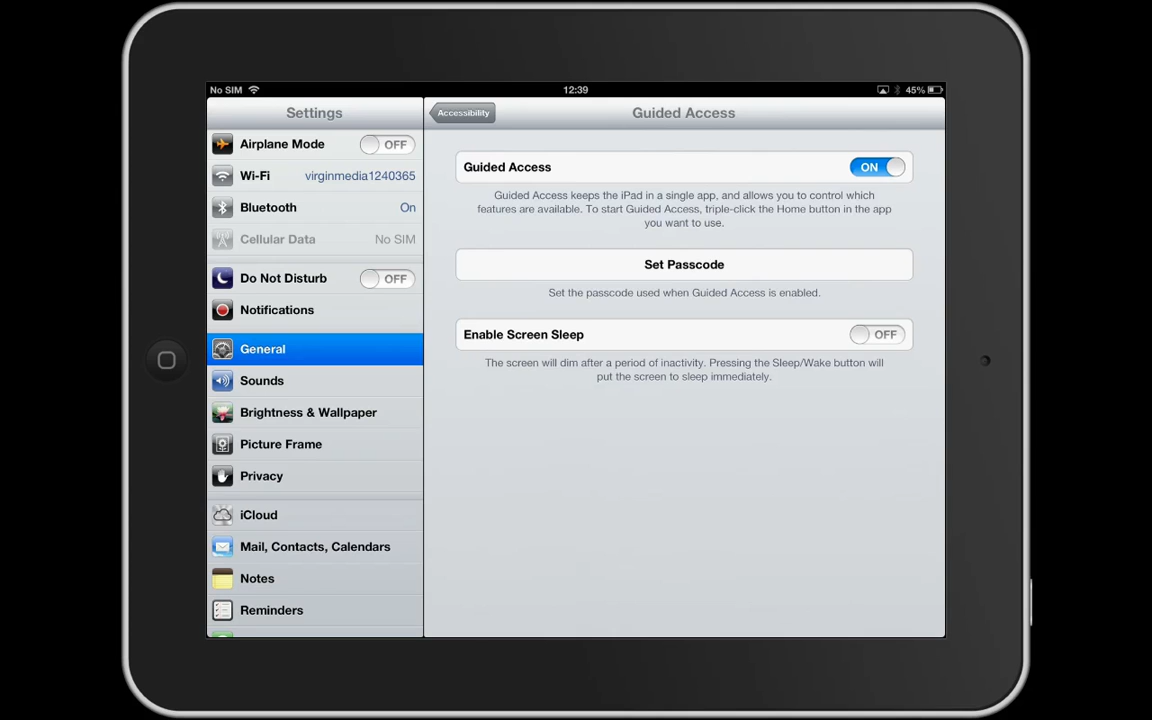 No SIM 12:39 45%
Settings
Airplane Mode OFF
Wi-Fi virginmedia1240365
Bluetooth On
Cellular Data No SIM
Do Not Disturb OFF
Notifications
General
Sounds
Brightness & Wallpaper
Picture Frame
Privacy
iCloud
Mail, Contacts, Calendars
Notes
Reminders
Accessibility Guided Access
Guided Access ON
Guided Access keeps the iPad in a single app, and allows you to control which
features are available. To start Guided Access, triple-click the Home button in the app
you want to use.
Set Passcode
Set the passcode used when Guided Access is enabled.
Enable Screen Sleep OFF
The screen will dim after a period of inactivity. Pressing the Sleep/Wake button will
put the screen to sleep immediately.